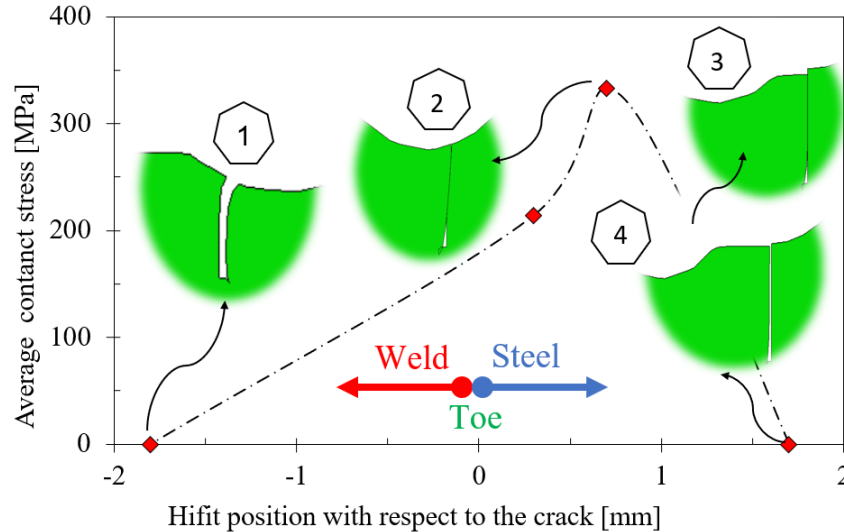 400
300
200
100
0
Average contanct stress [MPa]
1
2
3
4
Weld
Steel
Toe
-2
-1
0
1
2
Hifit position with respect to the crack [mm]